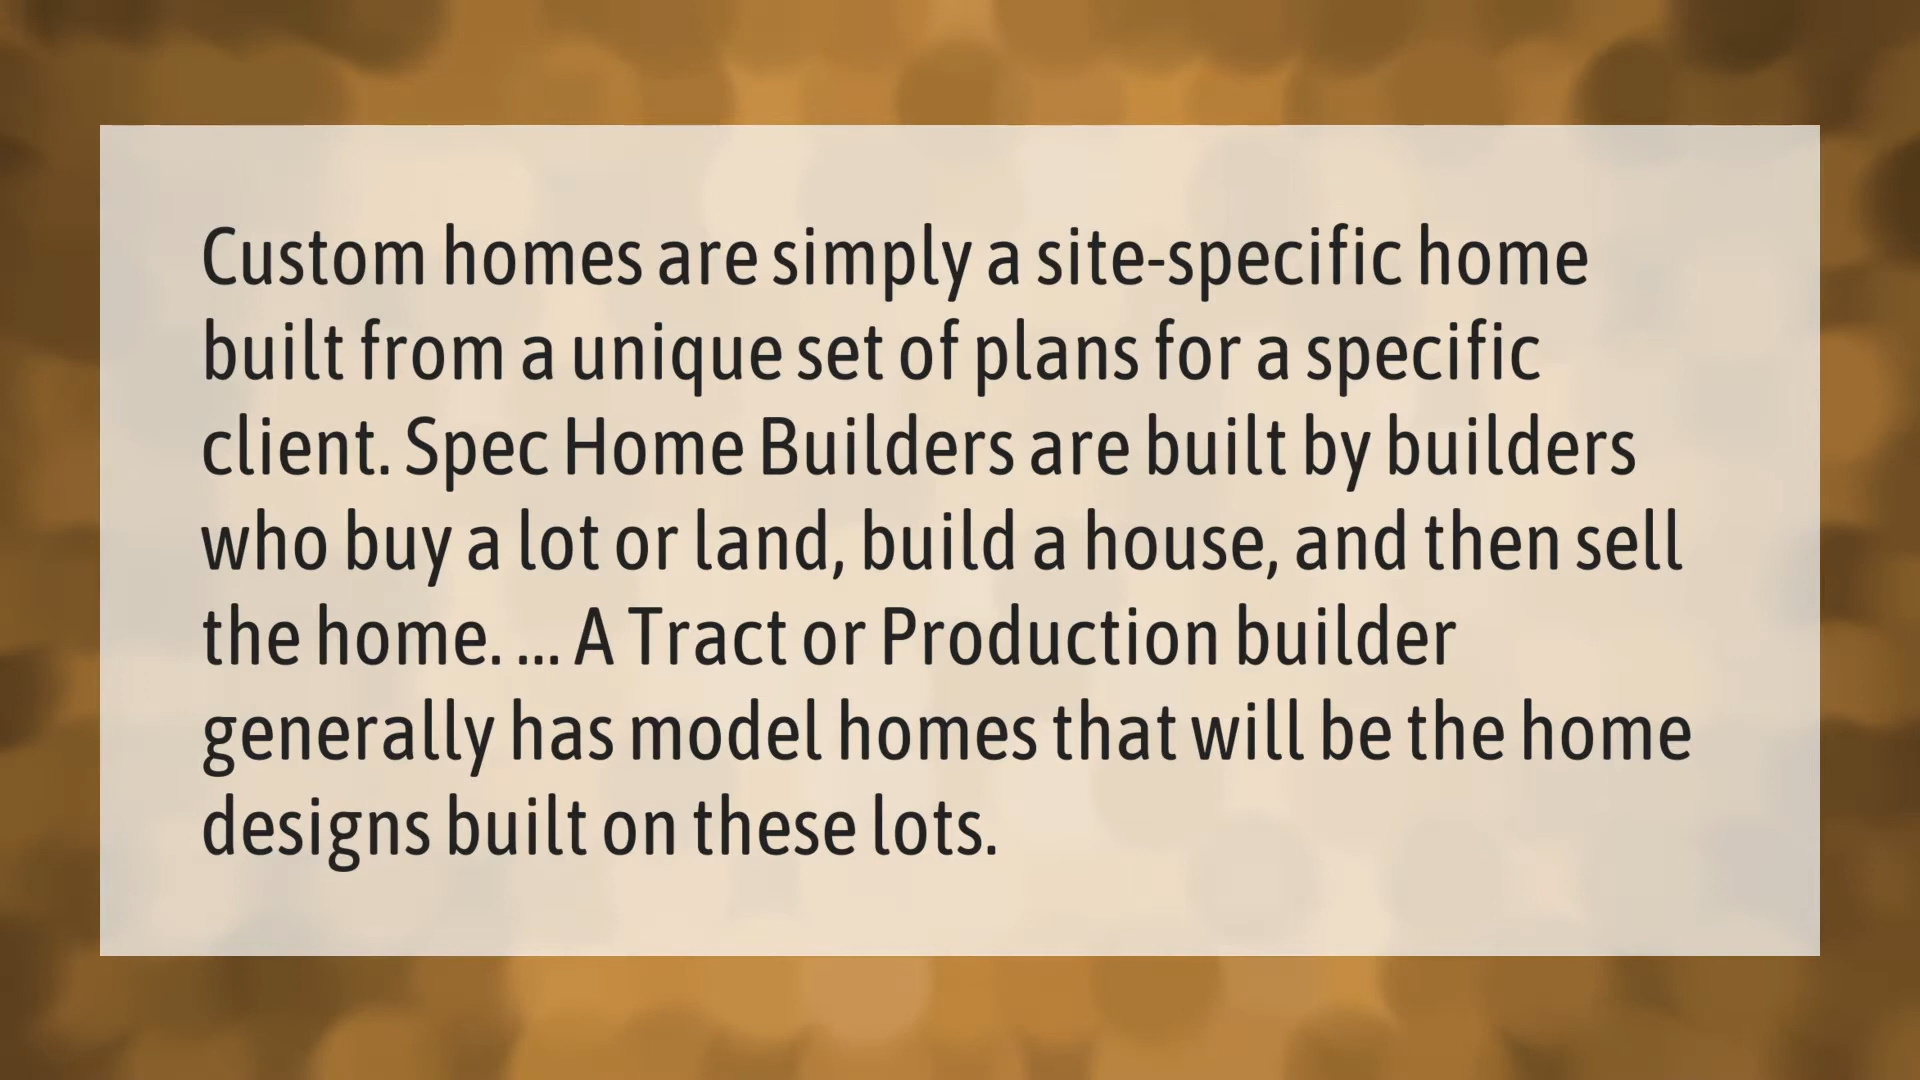 Custom homes are simply a site-specific home
built from a unique set of plans for a specific
client. Spec Home Builders are built by builders
who buy a lot or land, build a house, and then sell
the home. ... A Tract or Production builder
generally has model homes that will be the home
designs built on these lots.